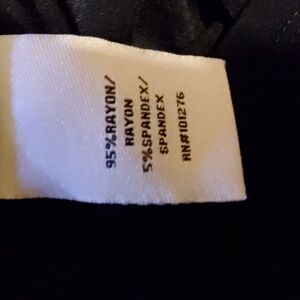 95%RAYON/
RAYON
5%SPANDEX/
SPANDEX
RN#101276